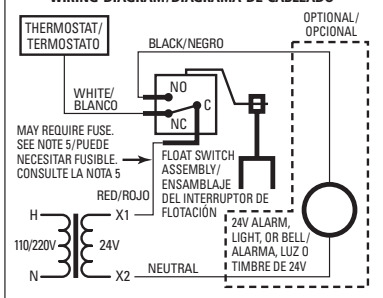 WIRING DIAGRAM/DIAGRAMA DE CABLEADO
OPTIONAL/
OPCIONAL
THERMOSTAT/
TERMOSTATO
BLACK/NEGRO
NO
C
NC
WHITE/
BLANCO
MAY REQUIRE FUSE.
SEE NOTE 5/PUEDE
NECESITAR FUSIBLE.
CONSULTE LA NOTA 5
FLOAT SWITCH
ASSEMBLY/
ENSAMBLAJE
DEL INTERRUPTOR DE
FLOTACIÓN
RED/ROJO
H
X1
110/220V
24V
N
X2
NEUTRAL
24V ALARM,
LIGHT, OR BELL/
ALARMA, LUZ O
TIMBRE DE 24V